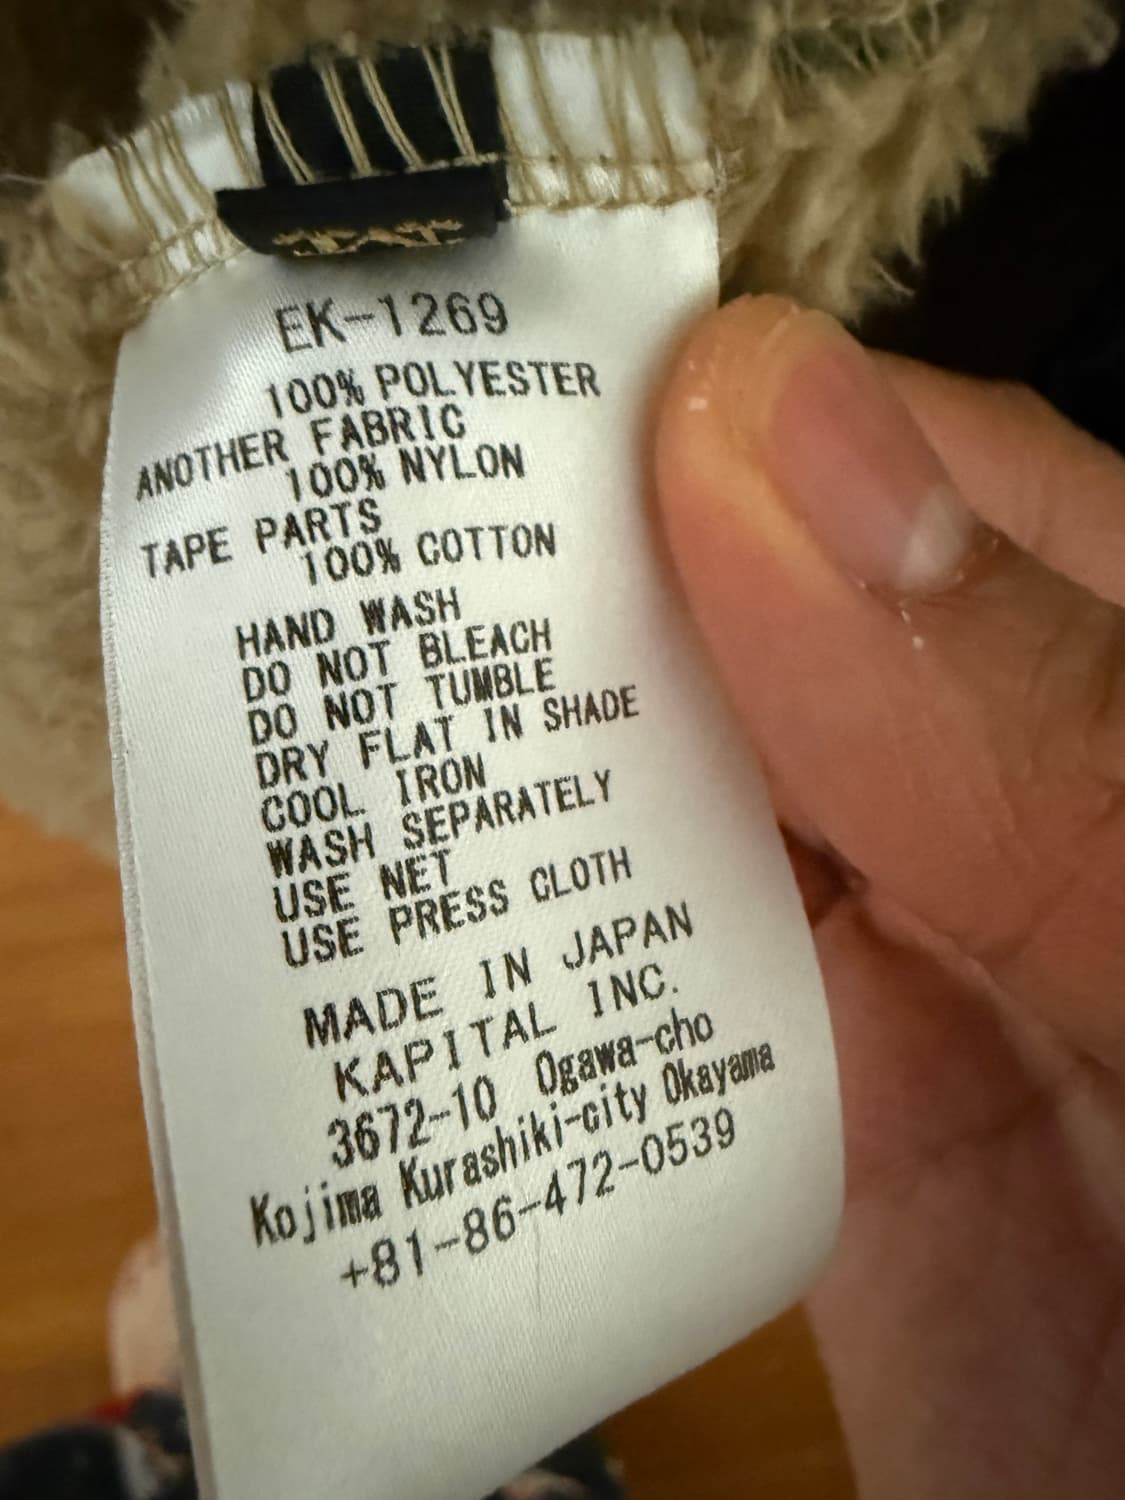 EK-1269
100% POLYESTER
ANOTHER FABRIC
100% NYLON
TAPE PARTS
100% COTTON
HAND WASH
DO NOT BLEACH
DO NOT TUMBLE
DRY FLAT IN SHADE
COOL IRON
WASH SEPARATELY
USE NET
USE PRESS CLOTH
MADE IN JAPAN
KAPITAL INC.
3672-10 Ogawa-cho
Kojima Kurashiki-city Okayama
+81-86-472-0539